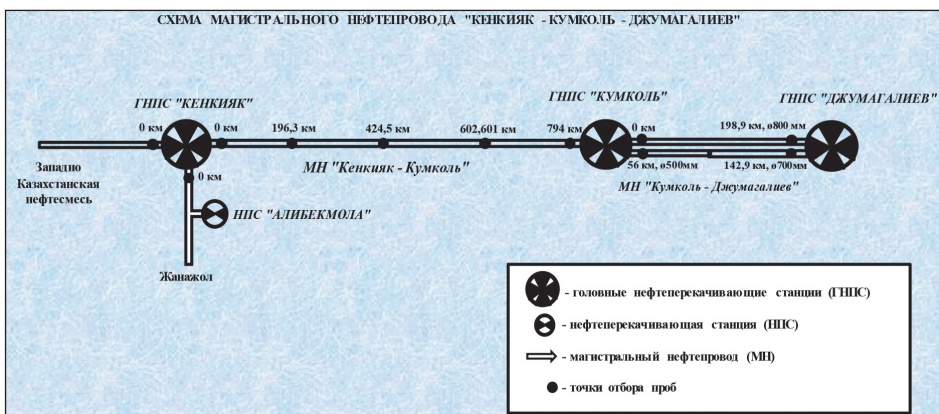 СХЕМА МАГИСТРАЛЬНОГО НЕФТЕПРОВОДА "КЕНКИЯК - КУМКОЛЬ - ДЖУМАГАЛИЕВ"
ГНПС "КЕНКИЯК"
ГНПС "КУМКОЛЬ"
ГНПС "ДЖУМАГАЛИЕВ"
0 км
0 км
196,3 км
424,5 км
602,601 км
794 км
0 км
198,9 км, ø800 мм
56 км, ø500мм
142,9 км, ø700мм
Западно
Казахстанская
нефтесмесь
МН "Кенкияк - Кумколь"
МН "Кумколь - Джумагалиев"
0 км
НПС "АЛИБЕКМОЛА"
Жанажол
- головные нефтеперекачивающие станции (ГНПС)
- нефтеперекачивающая станция (НПС)
- магистральный нефтепровод (МН)
- точки отбора проб